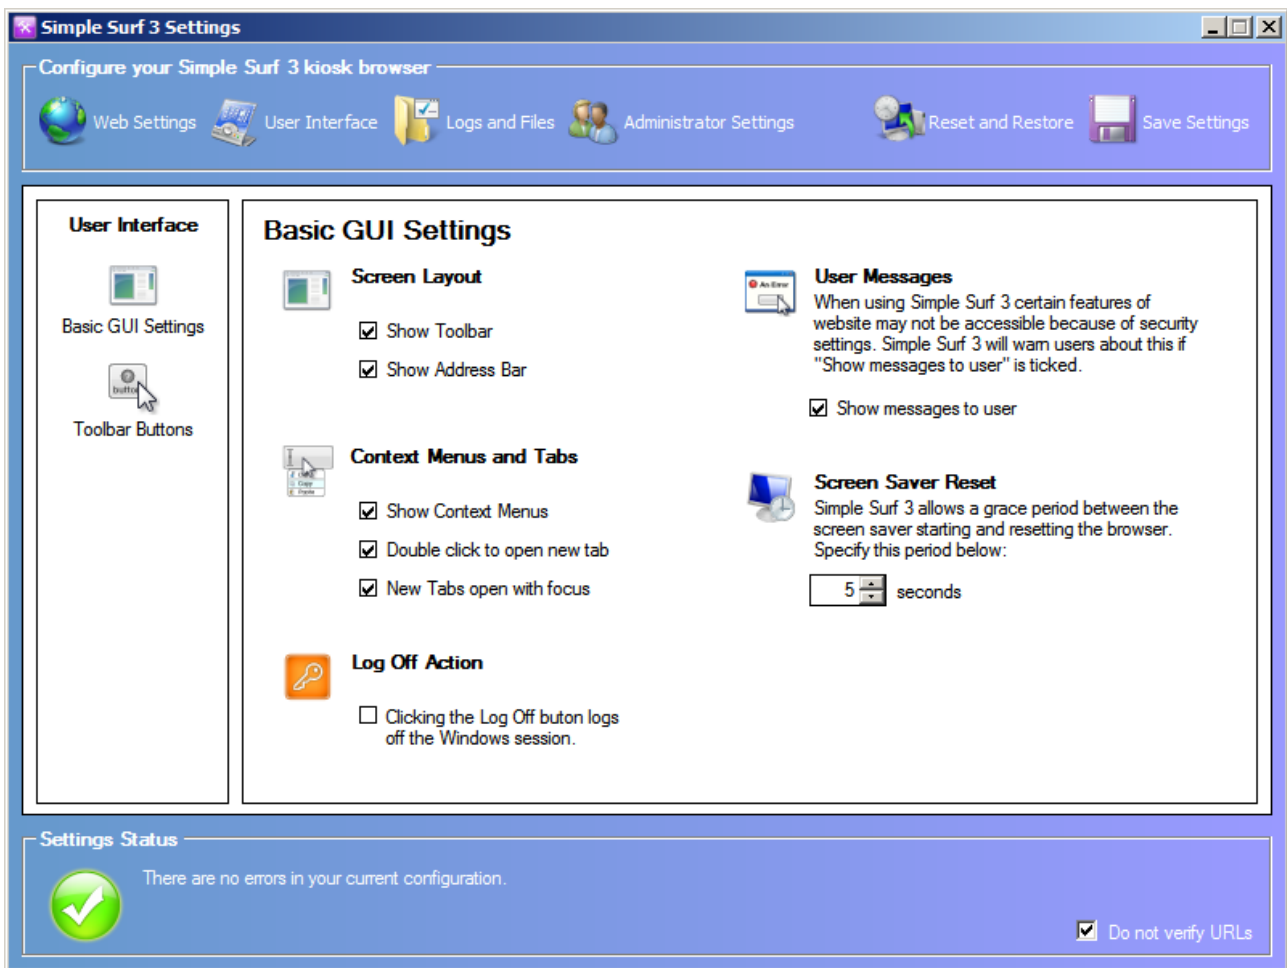 Simple Surf 3 Settings
Configure your Simple Surf 3 kiosk browser
Web Settings
User Interface
Logs and Files
Administrator Settings
Reset and Restore
Save Settings
User Interface
Basic GUI Settings
button
Toolbar Buttons
Basic GUI Settings
Screen Layout
Show Toolbar
Show Address Bar
Context Menus and Tabs
Copy
Paste
Show Context Menus
Double click to open new tab
New Tabs open with focus
Log Off Action
Clicking the Log Off buton logs
off the Windows session.
An Error
User Messages
When using Simple Surf 3 certain features of
website may not be accessible because of security
settings. Simple Surf 3 will warn users about this if
"Show messages to user" is ticked.
Show messages to user
Screen Saver Reset
Simple Surf 3 allows a grace period between the
screen saver starting and resetting the browser.
Specify this period below:
5 seconds
Settings Status
There are no errors in your current configuration.
Do not verify URLs